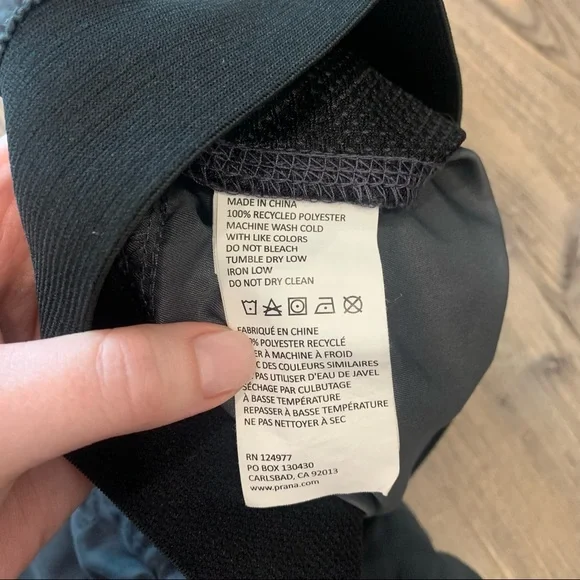 MADE IN CHINA
100% RECYCLED POLYESTER
MACHINE WASH COLD
WITH LIKE COLORS
DO NOT BLEACH
TUMBLE DRY LOW
IRON LOW
DO NOT DRY CLEAN
FABRIQUÉ EN CHINE
POLYESTER RECYCLÉ
À MACHINE À FROID
DES COULEURS SIMILAIRES
PAS UTILISER D'EAU DE JAVEL
SÉCHAGE PAR CULBUTAGE
À BASSE TEMPÉRATURE
REPASSER À BASSE TEMPÉRATURE
NE PAS NETTOYER À SEC
RN 124977
PO BOX 130430
CARLSBAD, CA 92013
www.prana.com